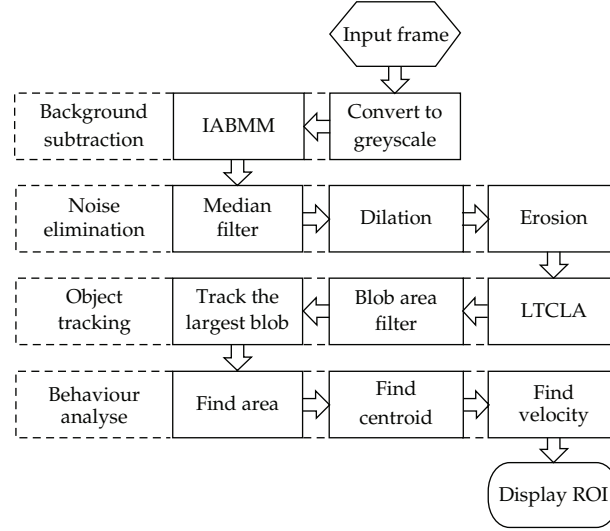 Input frame
Background
subtraction
IABMM
Convert to
greyscale
Noise
elimination
Median
filter
Dilation
Erosion
Object
tracking
Track the
largest blob
Blob area
filter
LTCLA
Behaviour
analyse
Find area
Find
centroid
Find
velocity
Display ROI